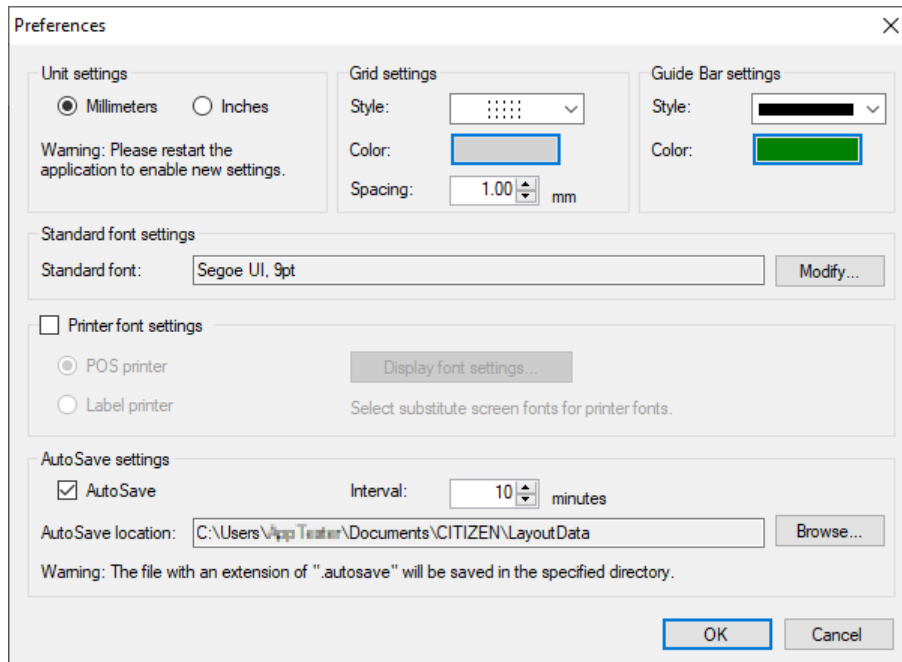 Preferences
Unit settings
Millimeters
Inches
Warning: Please restart the
application to enable new settings.
Grid settings
Style:
Color:
Spacing:
1.00
mm
Guide Bar settings
Style:
Color:
Standard font settings
Standard font:
Segoe UI, 9pt
Modify...
Printer font settings
POS printer
Display font settings...
Label printer
Select substitute screen fonts for printer fonts.
AutoSave settings
AutoSave
Interval:
10
minutes
AutoSave location:
C:\Users\ \Documents\CITIZEN\LayoutData
Browse...
Warning: The file with an extension of ".autosave" will be saved in the specified directory.
OK
Cancel